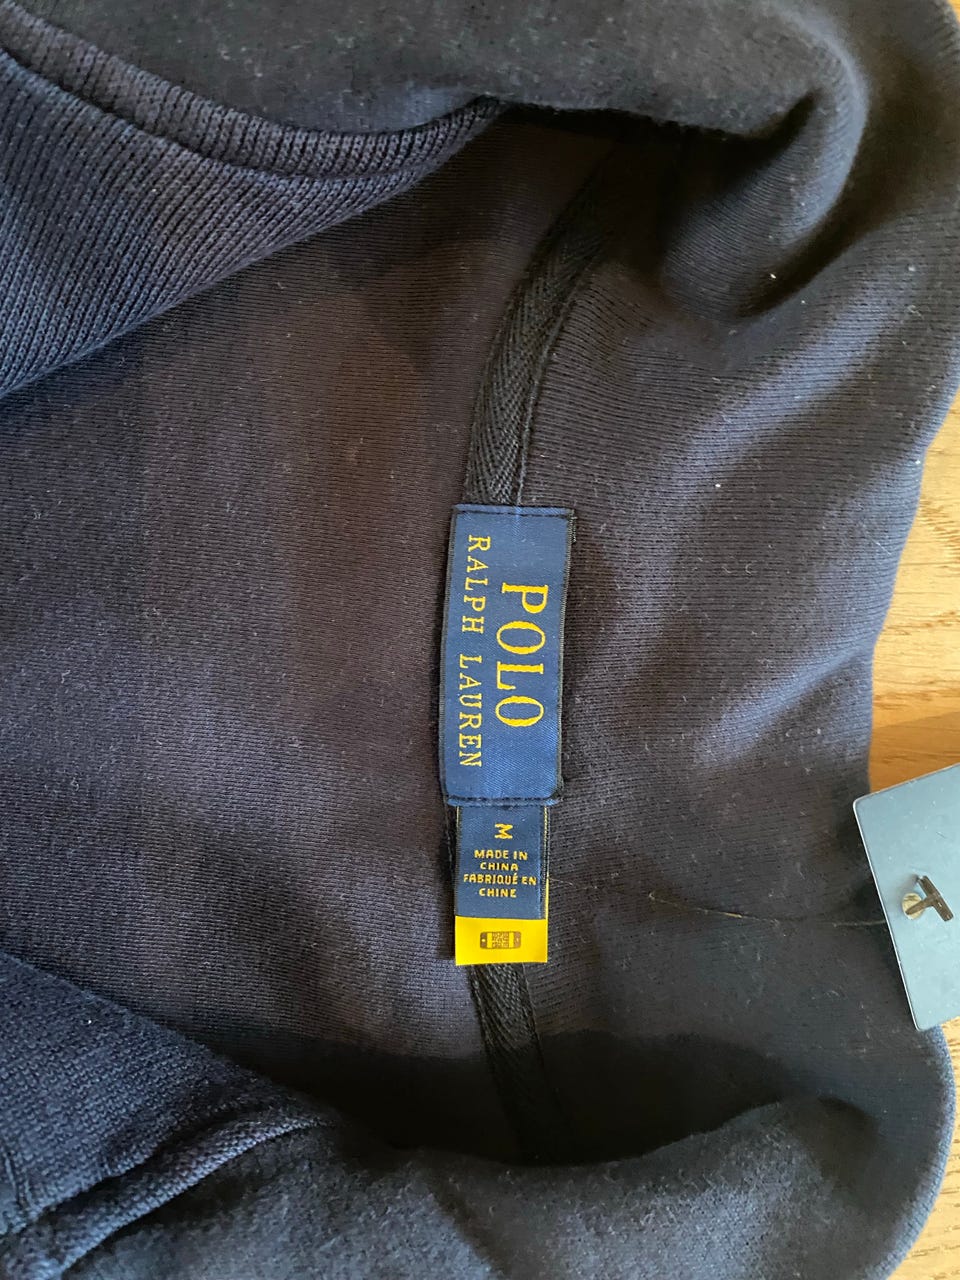 POLO
RALPH LAUREN
M
MADE IN
CHINA
FABRIQUÉ EN
CHINE